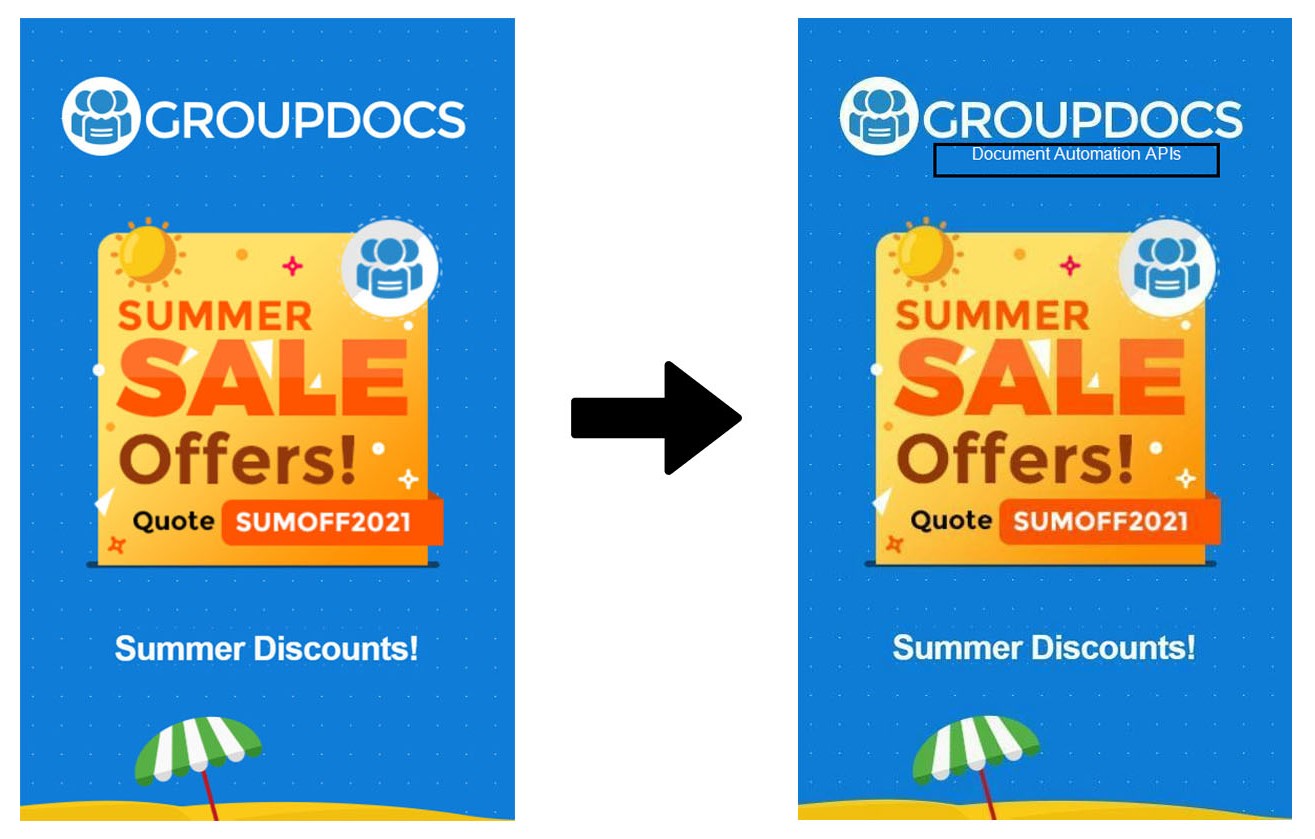 GROUPDOCS
SUMMER
SALE
Offers!
Quote SUMOFF2021
Summer Discounts!
GROUPDOCS
Document Automation APIs
SUMMER
SALE
Offers!
Quote SUMOFF2021
Summer Discounts!